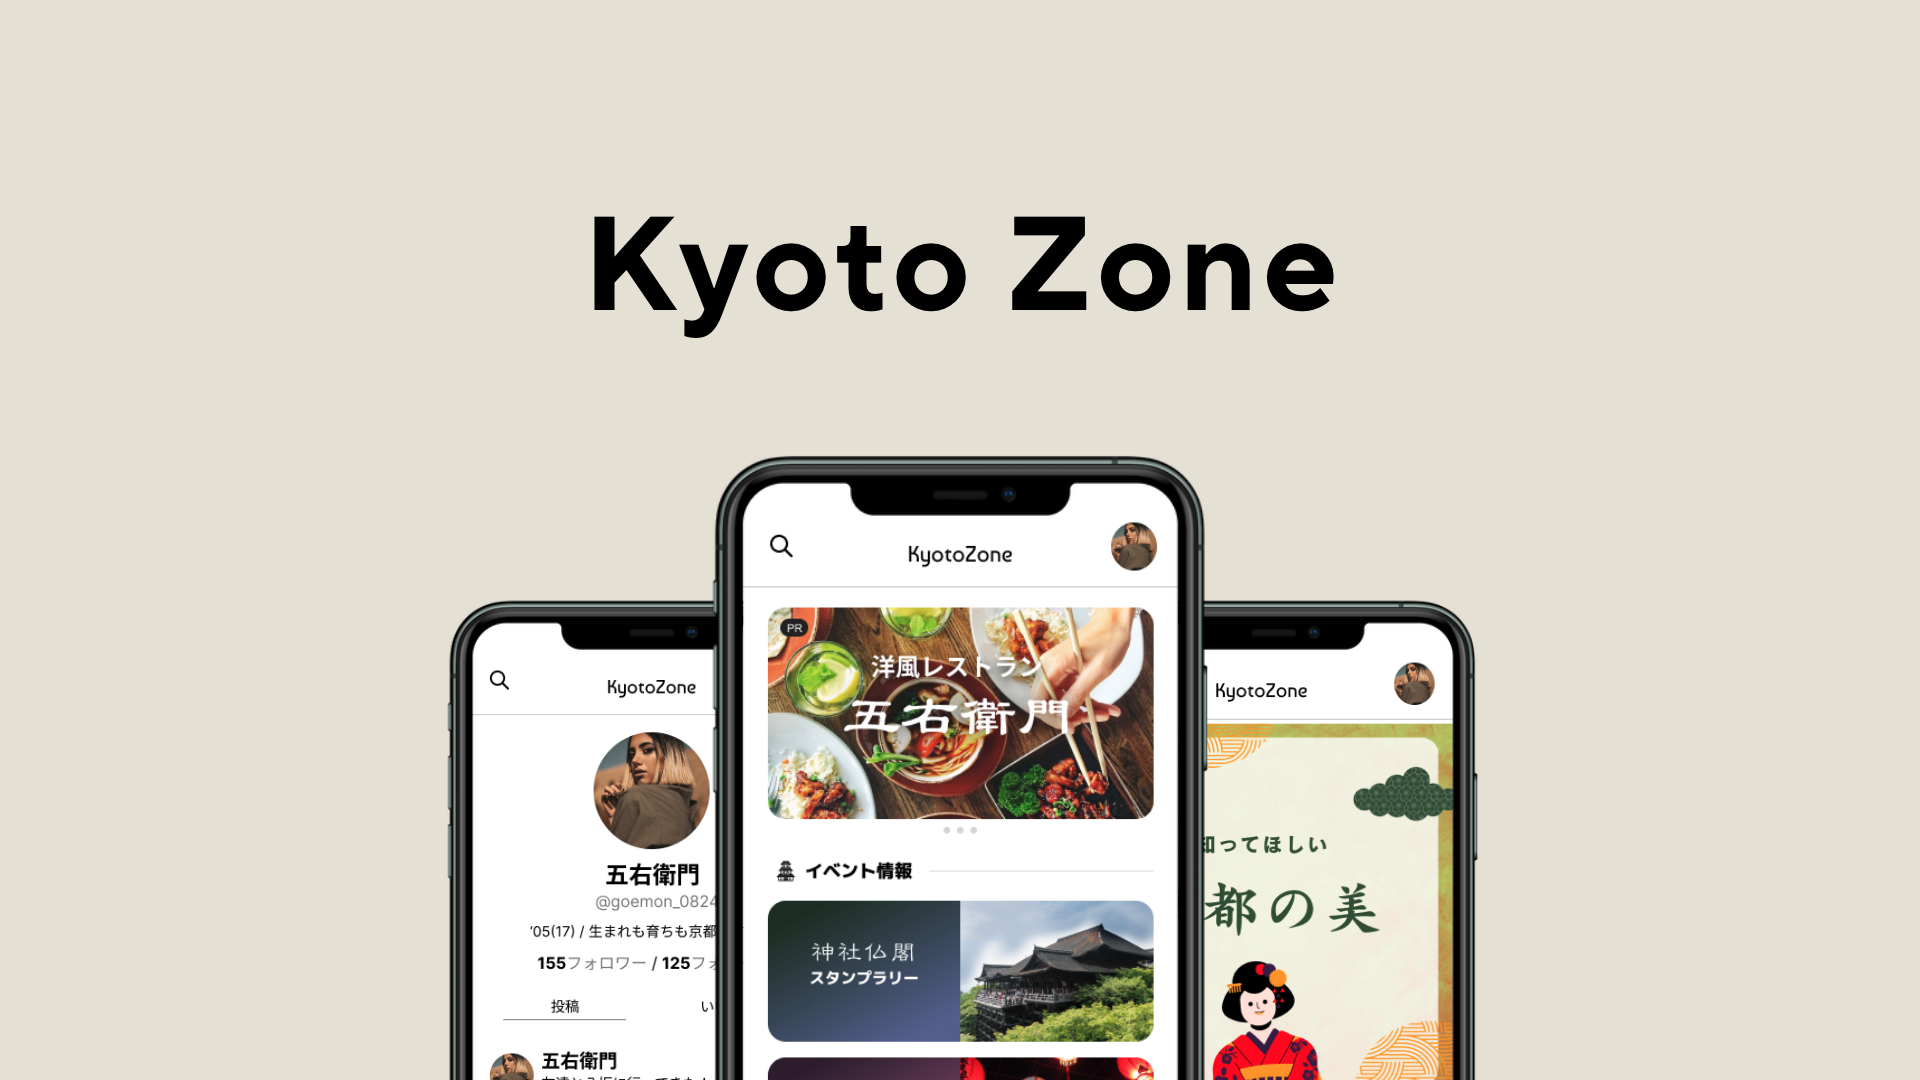 Kyoto Zone
KyotoZone
PR
洋風レストラン
五右衛門
イベント情報
神社仏閣
スタンプラリー
KyotoZone
五右衛門
@goemon_0824
‘05(17) / 生まれも育ちも京都
155フォロワー / 125フォ
投稿
い
五右衛門
KyotoZone
知ってほしい
都の美